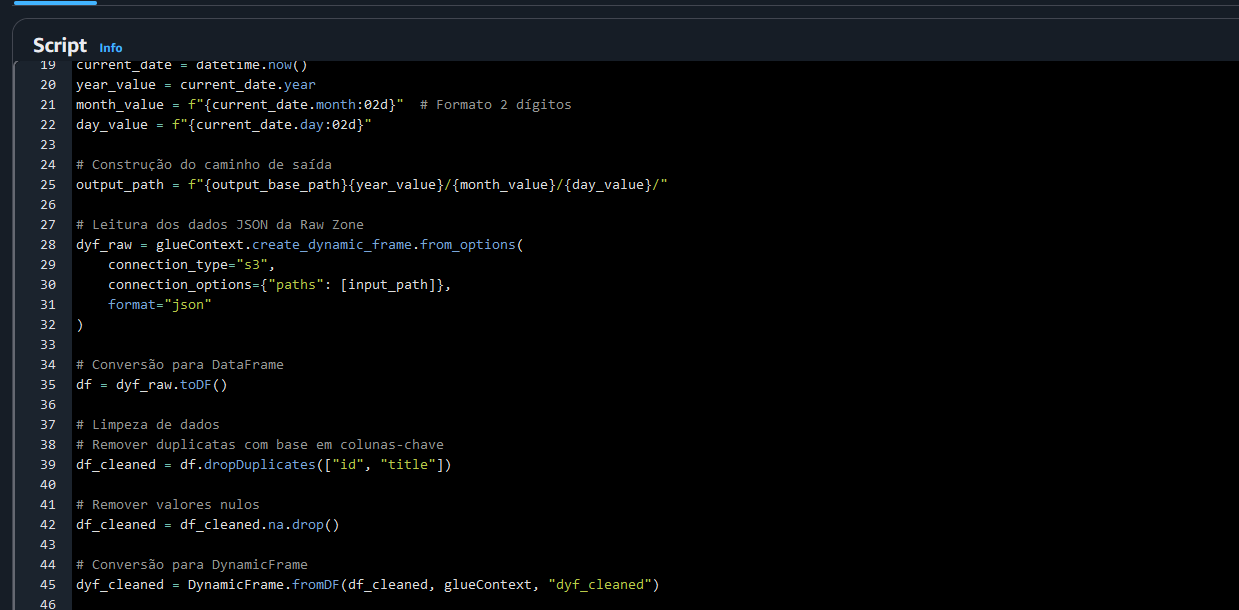 Script Info
19 current_date = datetime.now()
20 year_value = current_date.year
21 month_value = f"{current_date.month:02d}"  # Formato 2 dígitos
22 day_value = f"{current_date.day:02d}"
23
24 # Construção do caminho de saída
25 output_path = f"{output_base_path}{year_value}/{month_value}/{day_value}/"
26
27 # Leitura dos dados JSON da Raw Zone
28 dyf_raw = glueContext.create_dynamic_frame.from_options(
29     connection_type="s3",
30     connection_options={"paths": [input_path]},
31     format="json"
32 )
33
34 # Conversão para DataFrame
35 df = dyf_raw.toDF()
36
37 # Limpeza de dados
38 # Remover duplicatas com base em colunas-chave
39 df_cleaned = df.dropDuplicates(["id", "title"])
40
41 # Remover valores nulos
42 df_cleaned = df_cleaned.na.drop()
43
44 # Conversão para DynamicFrame
45 dyf_cleaned = DynamicFrame.fromDF(df_cleaned, glueContext, "dyf_cleaned")
46